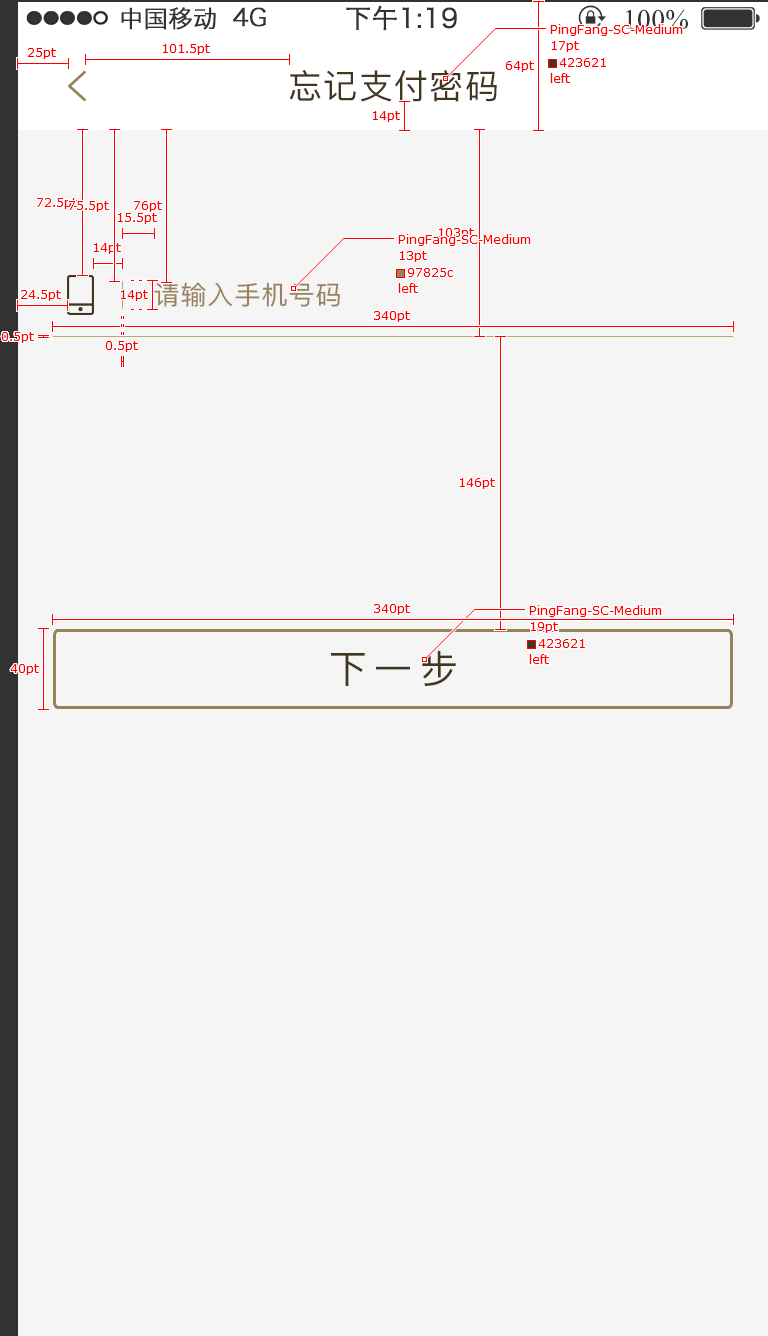 中国移动 4G 下午1:19 100%
PingFang-SC-Medium
17pt
423621
left
25pt
101.5pt
64pt
忘记支付密码
14pt
72.5pt
75.5pt
76pt
15.5pt
103pt
PingFang-SC-Medium
13pt
97825c
left
14pt
24.5pt
14pt
请输入手机号码
340pt
0.5pt
0.5pt
146pt
340pt
PingFang-SC-Medium
19pt
423621
left
40pt
下一步